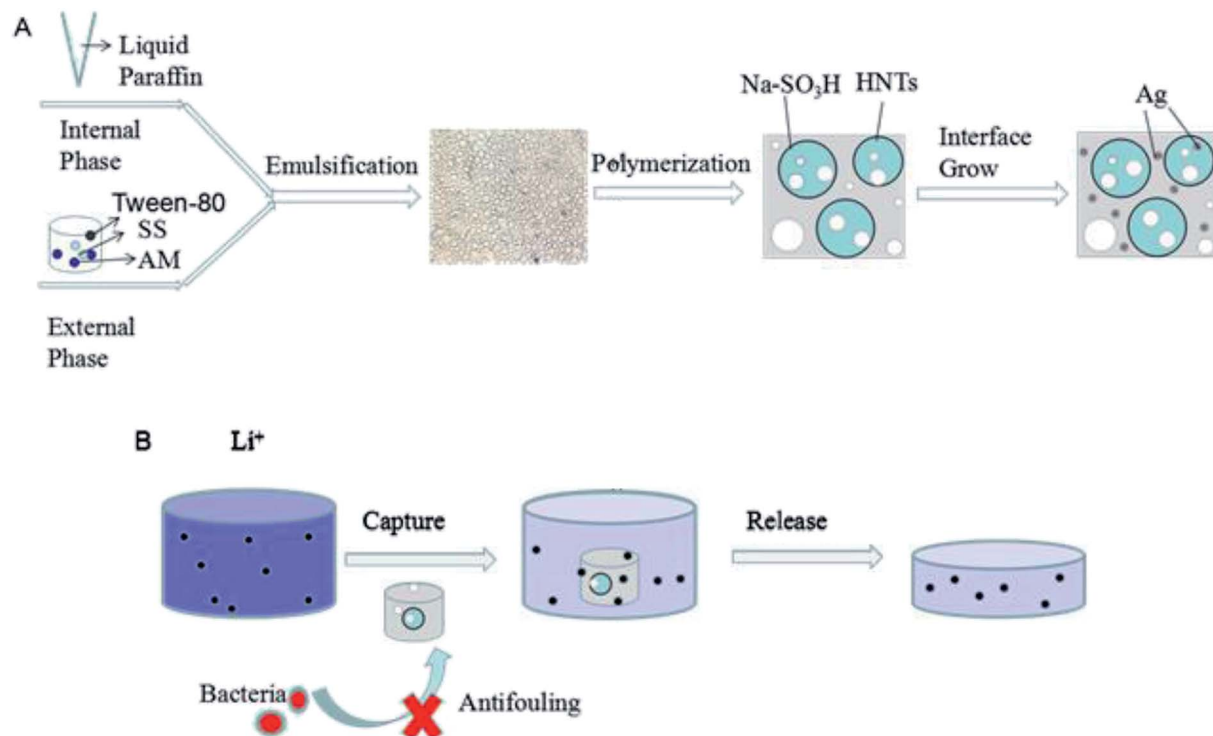 A
Liquid
Paraffin
Internal
Phase
Tween-80
SS
AM
External
Phase
Emulsification
Polymerization
Na-SO₃H
HNTs
Interface
Grow
Ag
B
Li⁺
Capture
Release
Bacteria
Antifouling